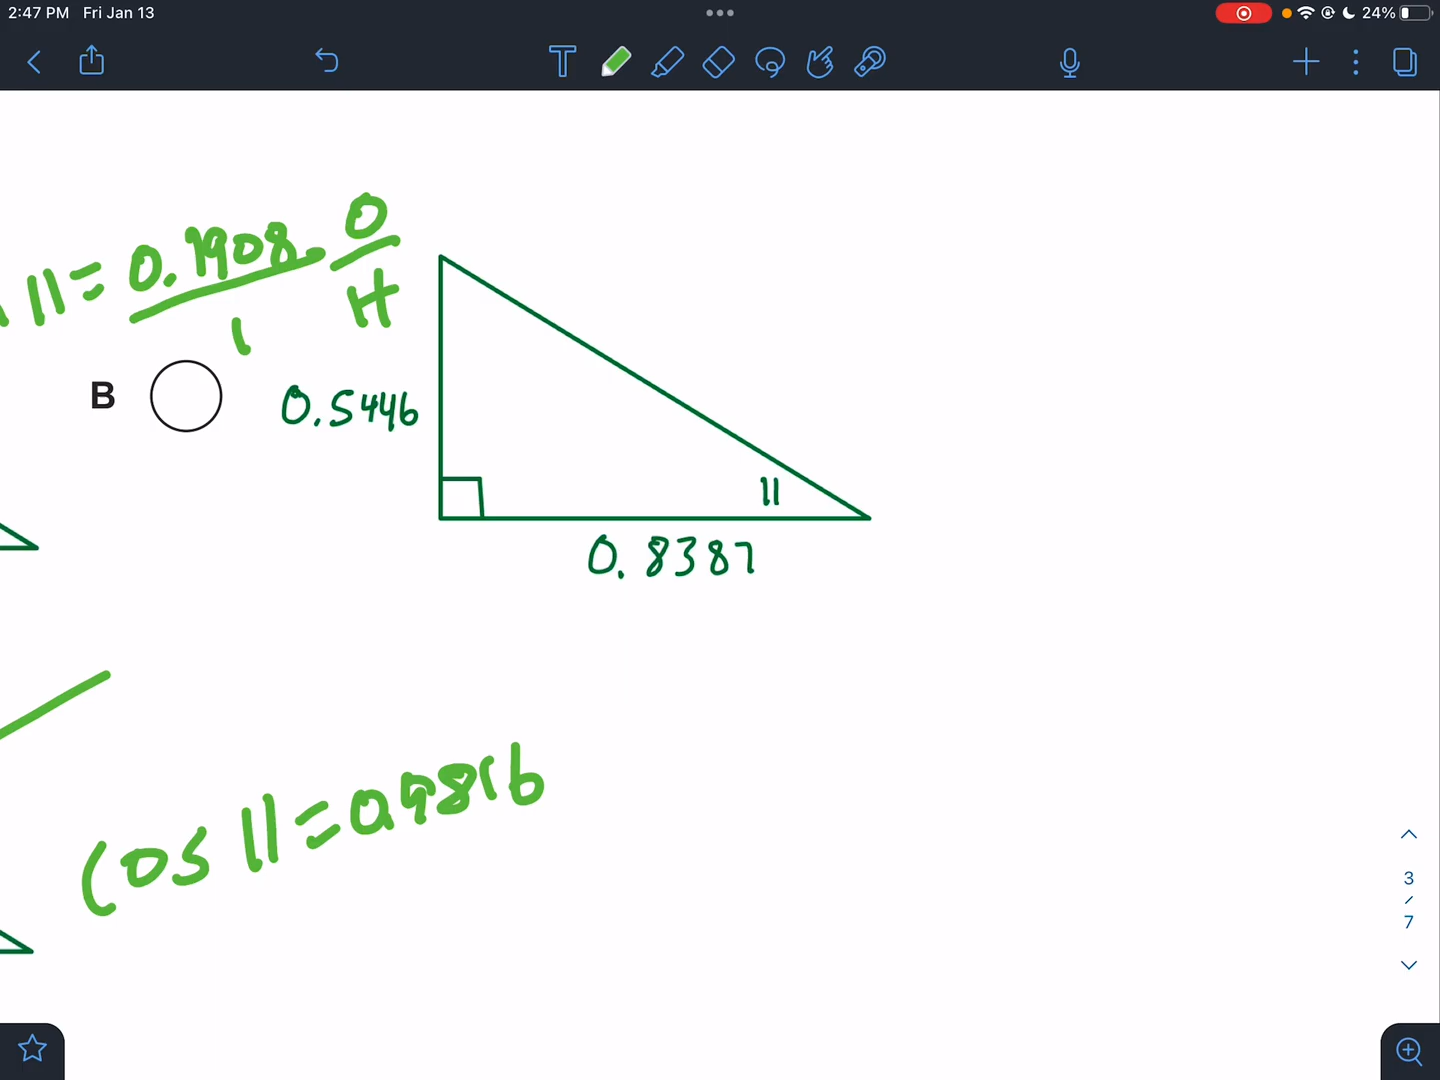 2:47 PM Fri Jan 13
24%
T
11 = 0.1908
1
O
H
B
0.5446
11
0.8387
Cos 11 = 0.9816
3
7